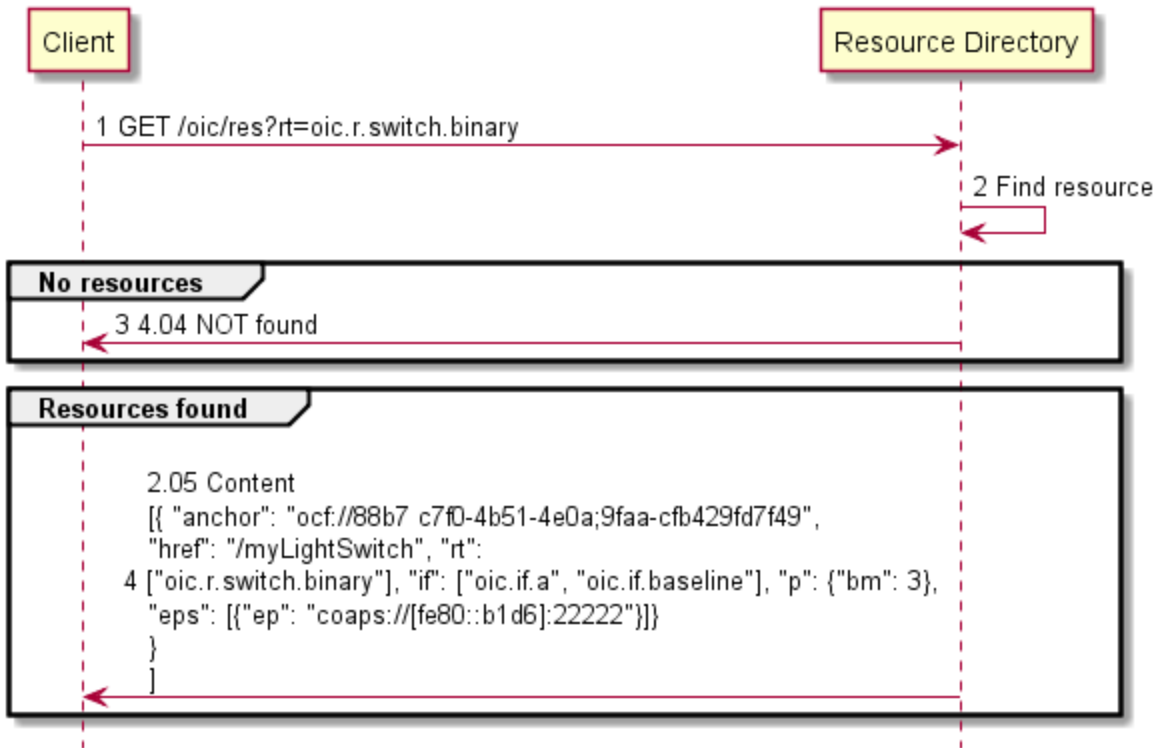 Client
Resource Directory
1 GET /oic/res?rt=oic.r.switch.binary
2 Find resource
No resources
3 4.04 NOT found
Resources found
2.05 Content
[{ "anchor": "ocf://88b7 c7f0-4b51-4e0a;9faa-cfb429fd7f49",
"href": "/myLightSwitch", "rt":
4 ["oic.r.switch.binary"], "if": ["oic.if.a", "oic.if.baseline"], "p": {"bm": 3},
"eps": [{"ep": "coaps://[fe80::b1d6]:22222"}]}
}
]